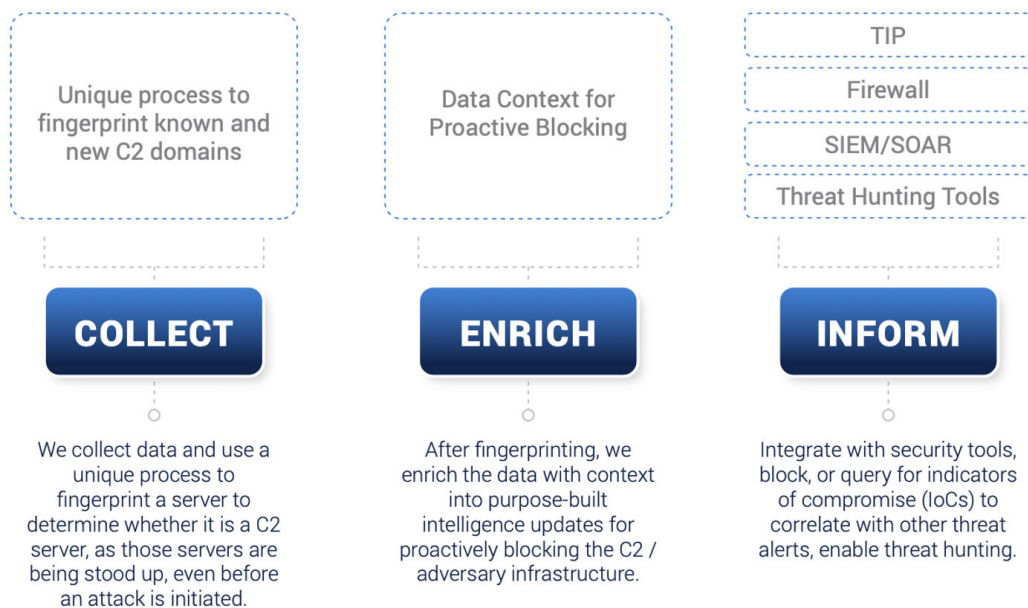 Unique process to
fingerprint known and
new C2 domains
COLLECT
We collect data and use a
unique process to
fingerprint a server to
determine whether it is a C2
server, as those servers are
being stood up, even before
an attack is initiated.
Data Context for
Proactive Blocking
ENRICH
After fingerprinting, we
enrich the data with context
into purpose-built
intelligence updates for
proactively blocking the C2 /
adversary infrastructure.
TIP
Firewall
SIEM/SOAR
Threat Hunting Tools
INFORM
Integrate with security tools,
block, or query for indicators
of compromise (IoCs) to
correlate with other threat
alerts, enable threat hunting.